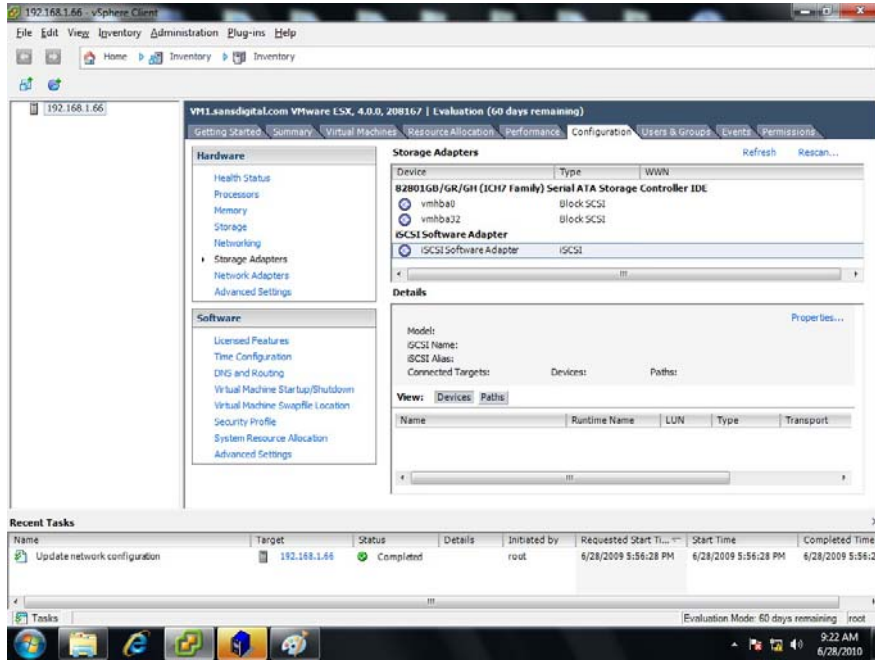 192.168.1.66 - vSphere Client
File Edit View Inventory Administration Plug-ins Help
Home Inventory Inventory
192.168.1.66
VM1.sansdigital.com VMware ESX, 4.0.0, 208167 | Evaluation (60 days remaining)
Getting Started Summary Virtual Machines Resource Allocation Performance Configuration Users & Groups Events Permissions
Hardware
Health Status
Processors
Memory
Storage
Networking
Storage Adapters
Network Adapters
Advanced Settings
Software
Licensed Features
Time Configuration
DNS and Routing
Virtual Machine Startup/Shutdown
Virtual Machine Swapfile Location
Security Profile
System Resource Allocation
Advanced Settings
Storage Adapters Refresh Rescan...
Device Type WWN
82801GB/GR/GH (ICH7 Family) Serial ATA Storage Controller IDE
vmhba0 Block SCSI
vmhba32 Block SCSI
iSCSI Software Adapter
iSCSI Software Adapter iSCSI
Details
Properties...
Model:
iSCSI Name:
iSCSI Alias:
Connected Targets: Devices: Paths:
View: Devices Paths
Name Runtime Name LUN Type Transport
Recent Tasks
Name Target Status Details Initiated by Requested Start Ti... Start Time Completed Time
Update network configuration 192.168.1.66 Completed root 6/28/2009 5:56:28 PM 6/28/2009 5:56:28 PM 6/28/2009 5:56:2
Tasks Evaluation Mode: 60 days remaining root
9:22 AM
6/28/2010